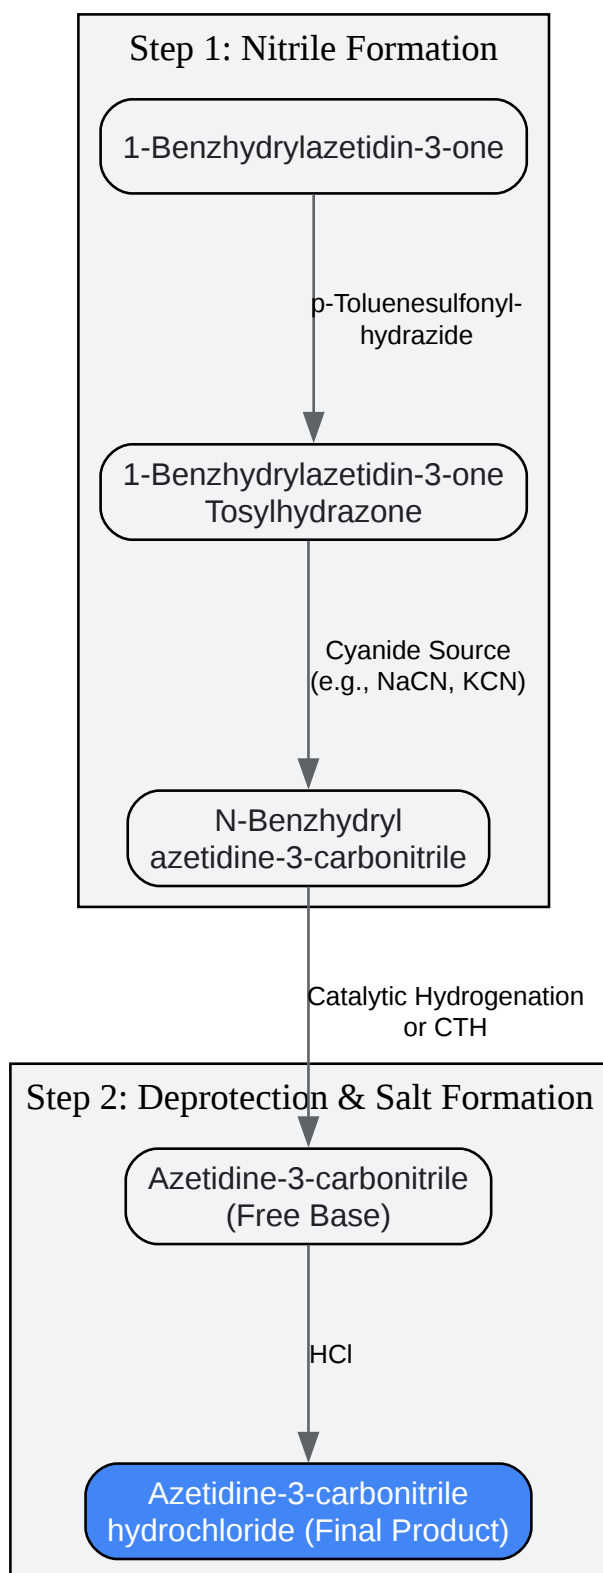 Step 1: Nitrile Formation
1-Benzhydrylazetidin-3-one
p-Toluenesulfonyl-
hydrazide
1-Benzhydrylazetidin-3-one
Tosylhydrazone
Cyanide Source
(e.g., NaCN, KCN)
N-Benzhydryl
azetidine-3-carbonitrile
Catalytic Hydrogenation
or CTH
Step 2: Deprotection & Salt Formation
Azetidine-3-carbonitrile
(Free Base)
HCl
Azetidine-3-carbonitrile
hydrochloride (Final Product)